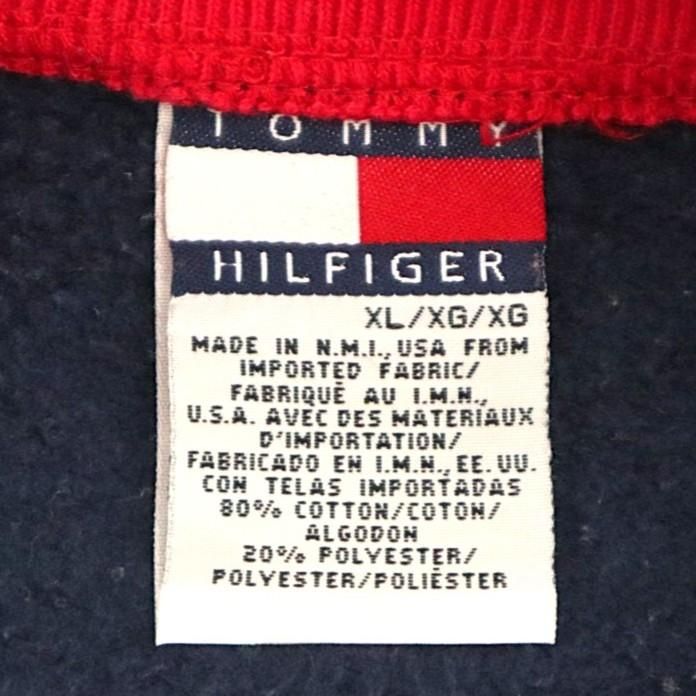 TOMMY
HILFIGER
XL/XG/XG
MADE IN N.M.I., USA FROM
IMPORTED FABRIC/
FABRIQUÉ AU I.M.N.,
U.S.A. AVEC DES MATERIAUX
D'IMPORTATION/
FABRICADO EN I.M.N., EE. UU.
CON TELAS IMPORTADAS
80% COTTON/COTON/
ALGODON
20% POLYESTER/
POLYESTER/POLIÉSTER